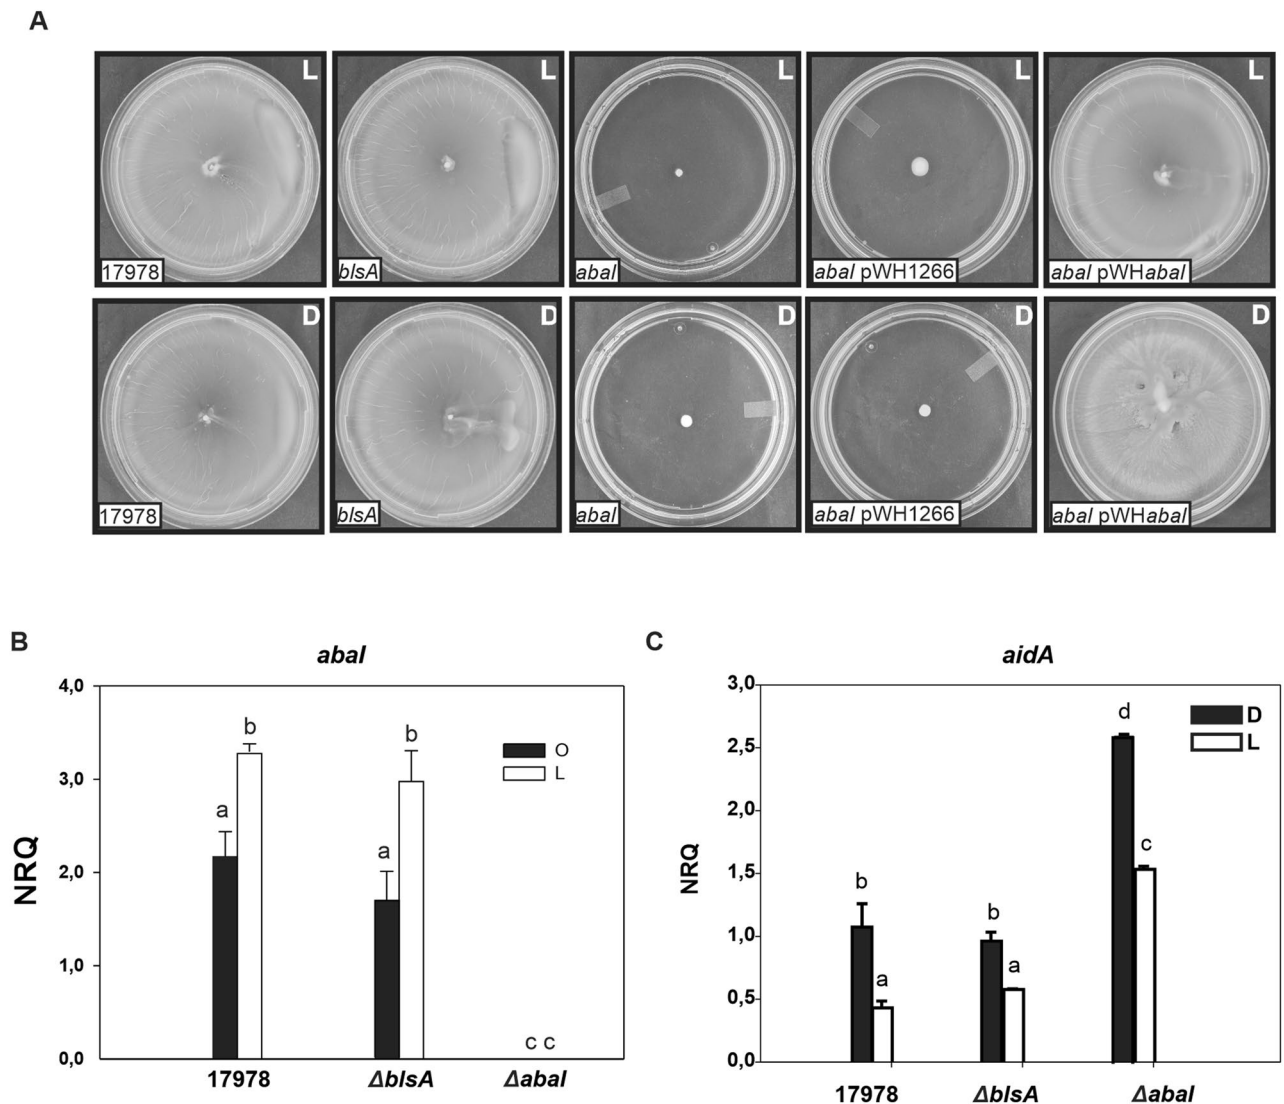 A
L L L L L
17978 blsA abaI abaI pWH1266 abaI pWHabaI
D D D D D
17978 blsA abaI abaI pWH1266 abaI pWHabaI
B
abaI
4,0
3,0
2,0
1,0
0,0
NRQ
b
a
b
a
c c
O
L
17978 ΔblsA ΔabaI
C
aidA
3,0
2,5
2,0
1,5
1,0
0,5
0,0
NRQ
b
a
b
a
d
c
D
L
17978 ΔblsA ΔabaI